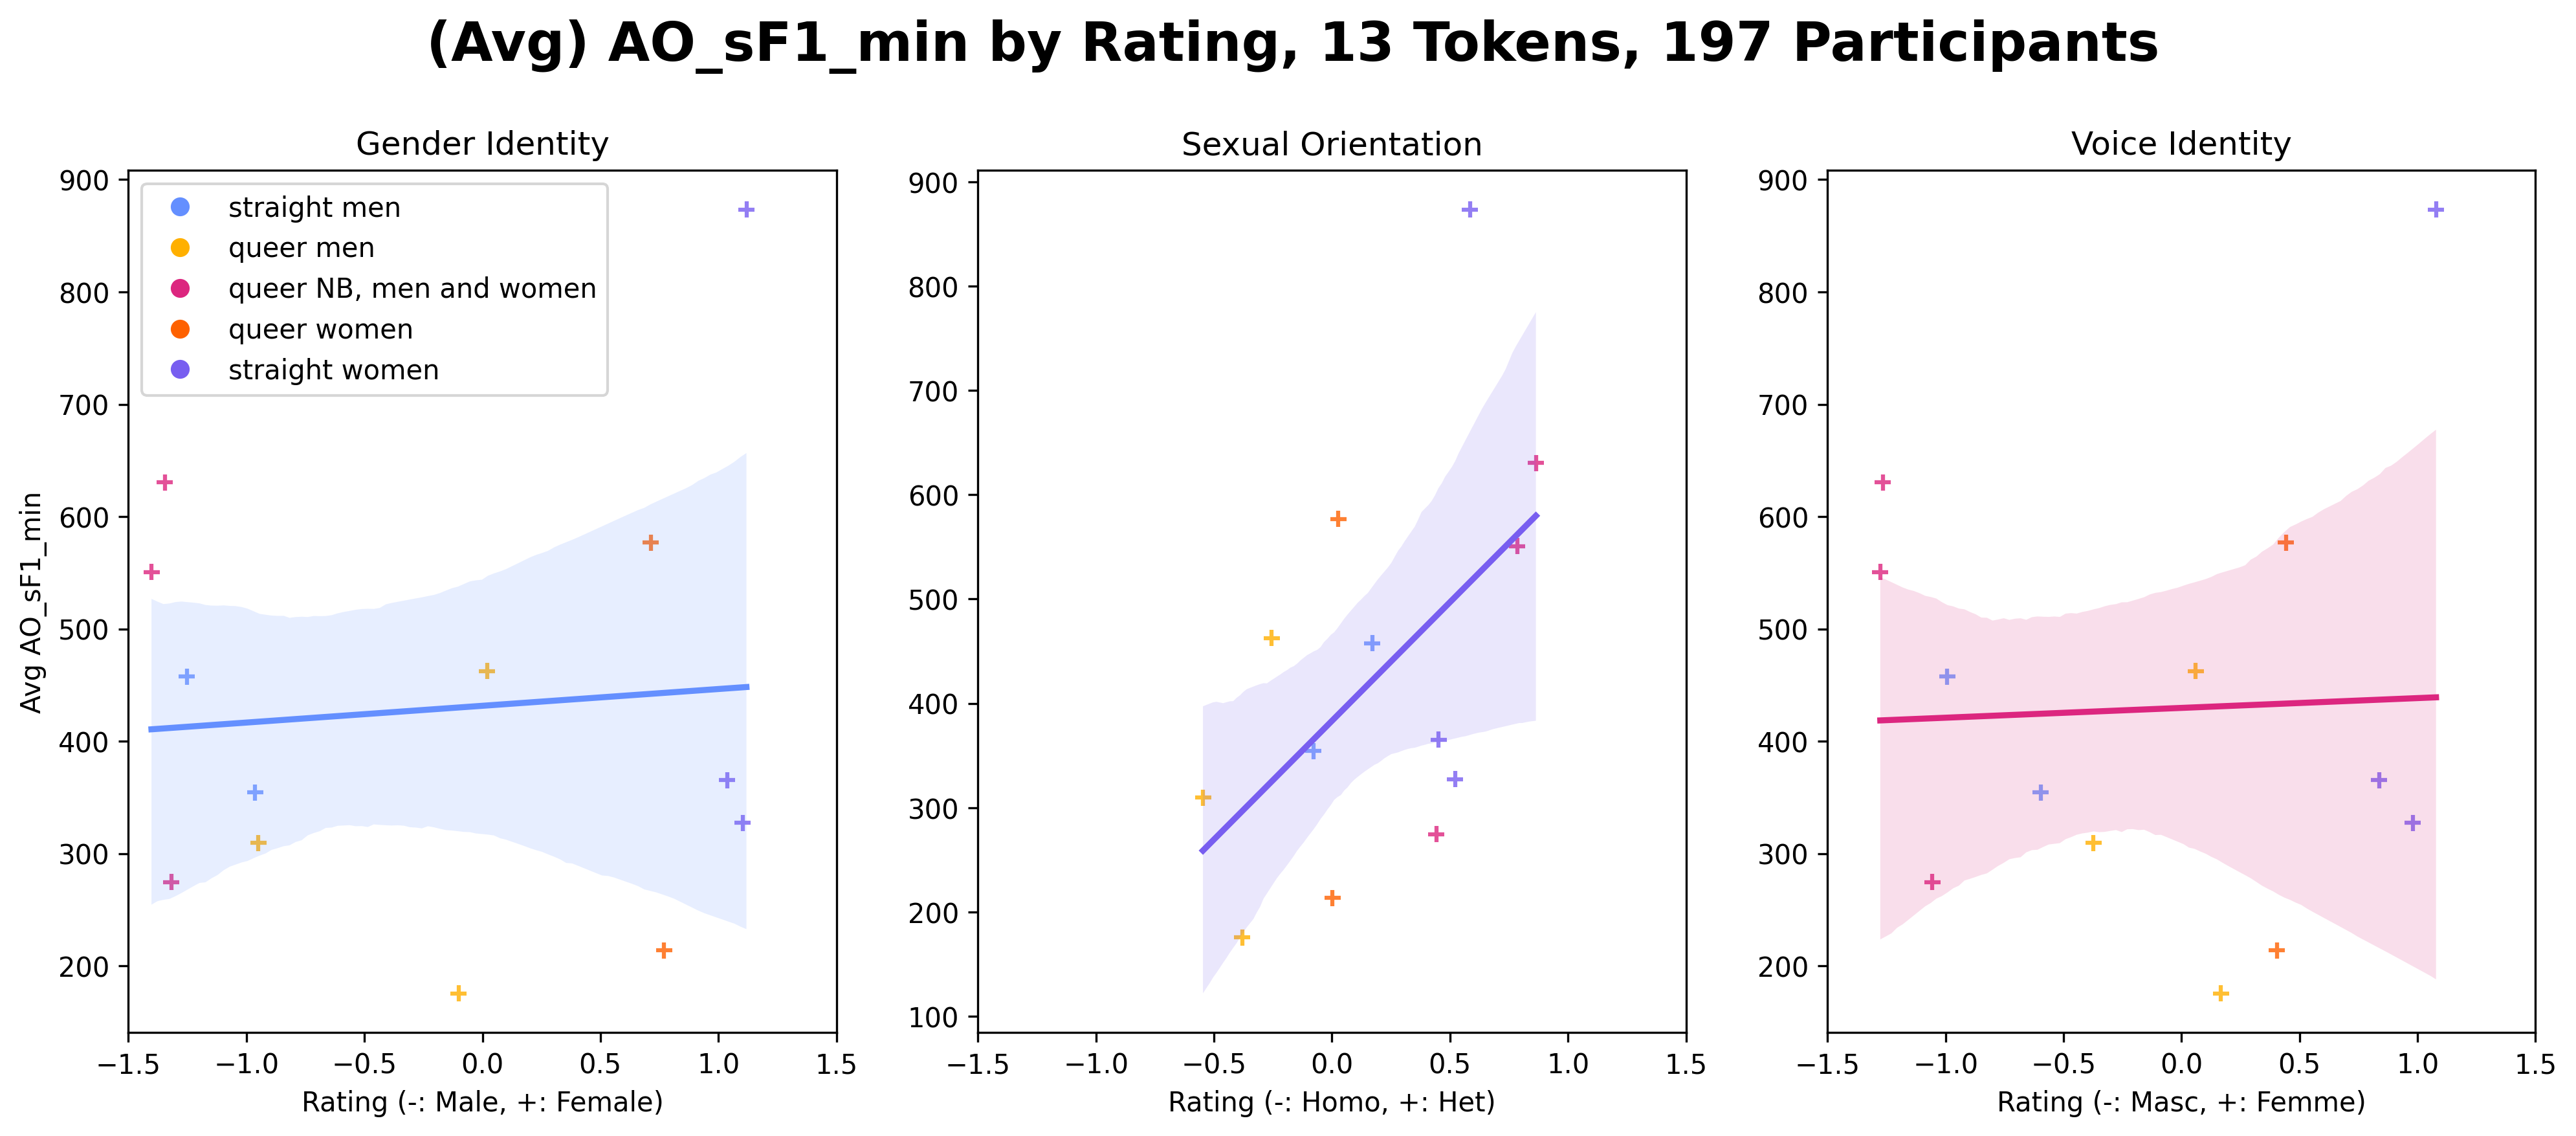 (Avg) AO_sF1_min by Rating, 13 Tokens, 197 Participants
Gender Identity
Sexual Orientation
Voice Identity
Avg AO_sF1_min
900
800
700
600
500
400
300
200
straight men
queer men
queer NB, men and women
queer women
straight women
−1.5 −1.0 −0.5 0.0 0.5 1.0 1.5
Rating (-: Male, +: Female)
900
800
700
600
500
400
300
200
100
−1.5 −1.0 −0.5 0.0 0.5 1.0 1.5
Rating (-: Homo, +: Het)
900
800
700
600
500
400
300
200
−1.5 −1.0 −0.5 0.0 0.5 1.0 1.5
Rating (-: Masc, +: Femme)